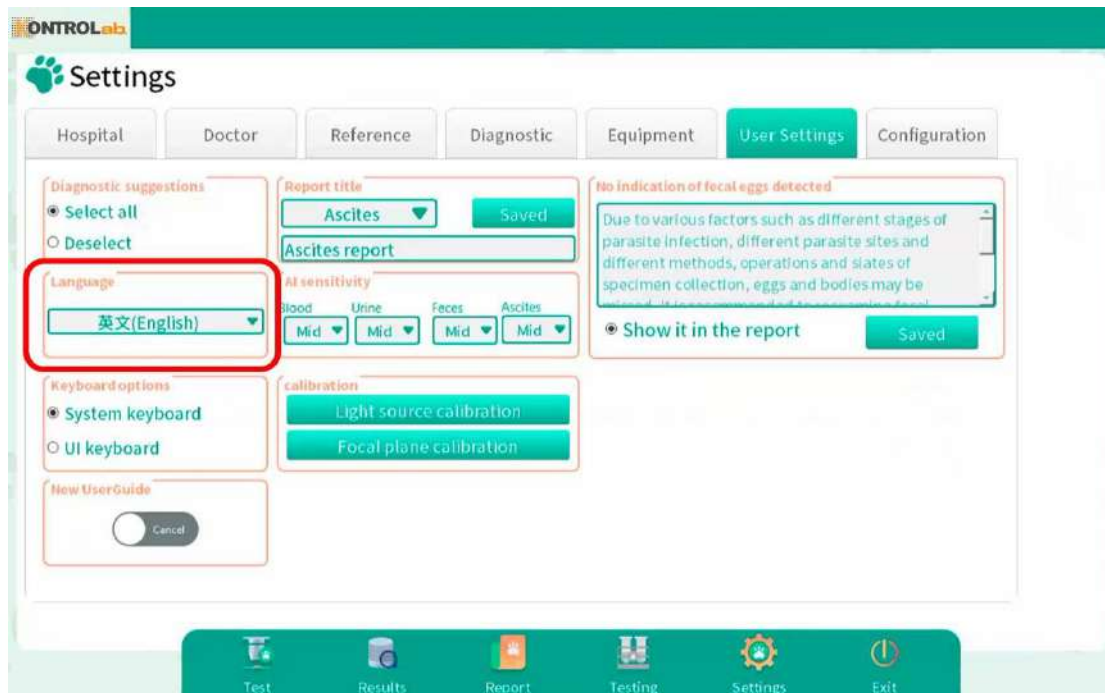 KONTROLab
Settings
Hospital
Doctor
Reference
Diagnostic
Equipment
User Settings
Configuration
Diagnostic suggestions
Select all
Deselect
Report title
Ascites
Saved
Ascites report
No indication of fecal eggs detected
Due to various factors such as different stages of
parasite infection, different parasite sites and
different methods, operations and slates of
specimen collection, eggs and bodies may be
Show it in the report
Saved
Language
英文(English)
AI sensitivity
Blood
Urine
Feces
Ascites
Mid
Mid
Mid
Mid
Keyboard options
System keyboard
UI keyboard
calibration
Light source calibration
Focal plane calibration
New UserGuide
Cancel
Test
Results
Report
Testing
Settings
Exit